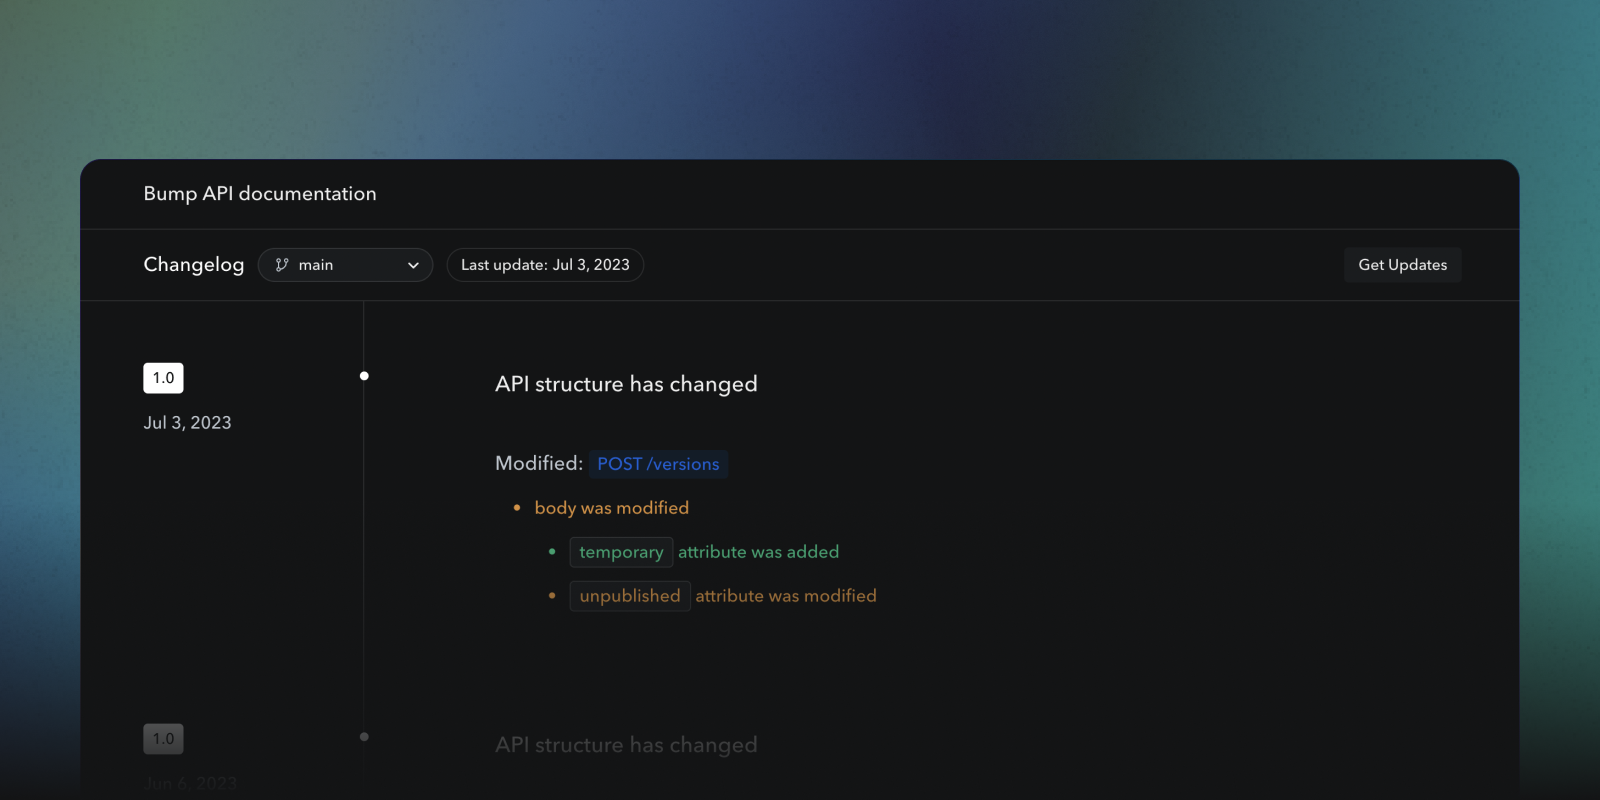 Bump API documentation
Changelog main Last update: Jul 3, 2023 Get Updates
1.0
Jul 3, 2023
API structure has changed
Modified: POST /versions
• body was modified
• temporary attribute was added
• unpublished attribute was modified
1.0
Jun 6, 2023
API structure has changed